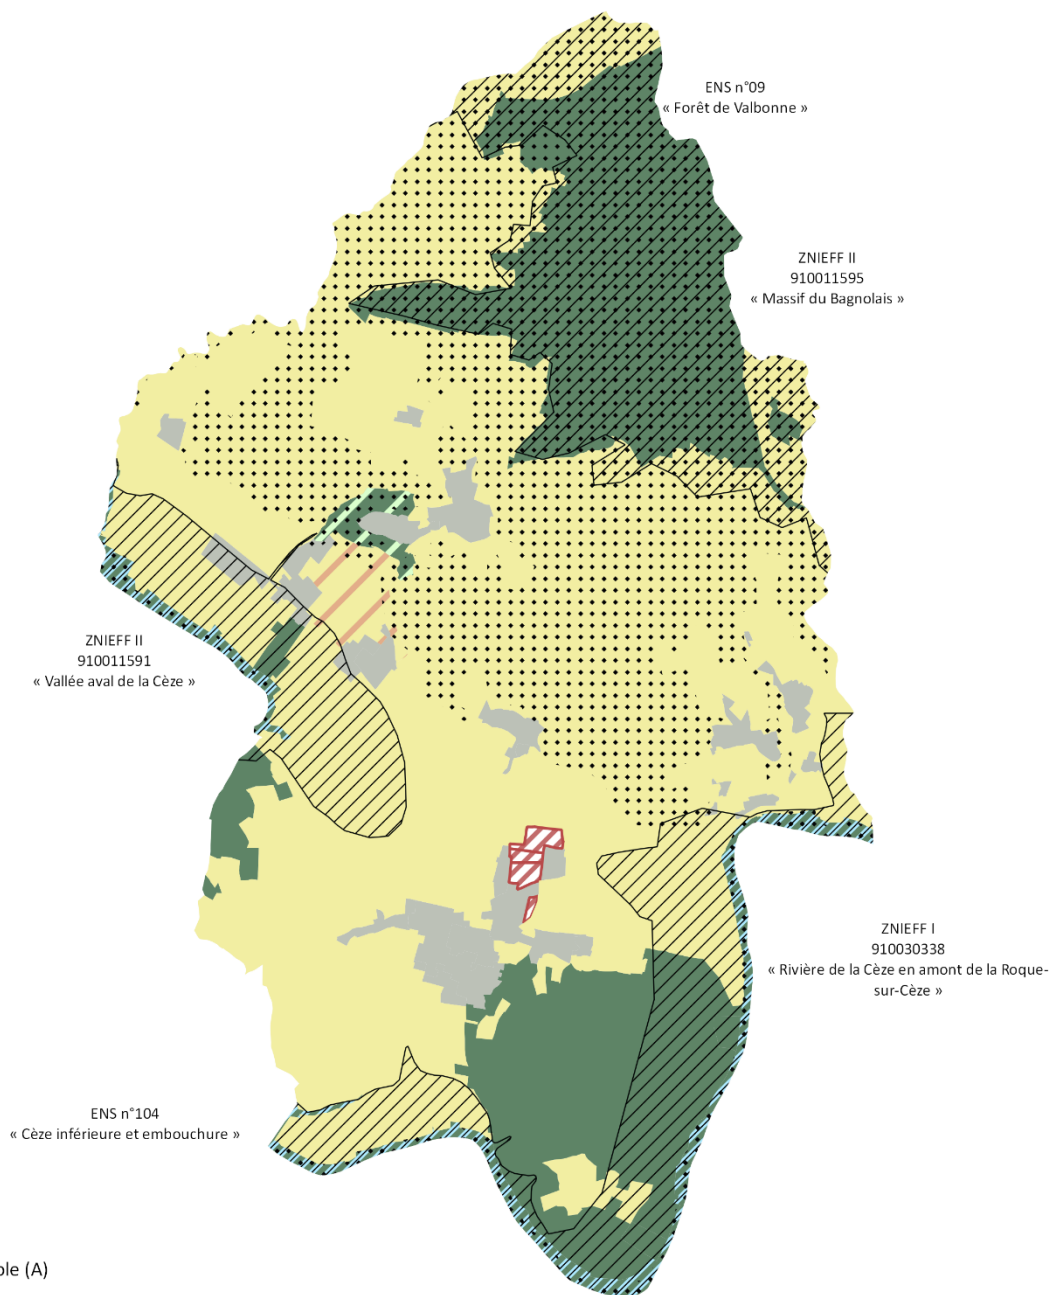 ENS n°09
« Forêt de Valbonne »
ZNIEFF II
910011595
« Massif du Bagnolais »
ZNIEFF II
910011591
« Vallée aval de la Cèze »
ZNIEFF I
910030338
« Rivière de la Cèze en amont de la Roque-
sur-Cèze »
ENS n°104
« Cèze inférieure et embouchure »
ole (A)